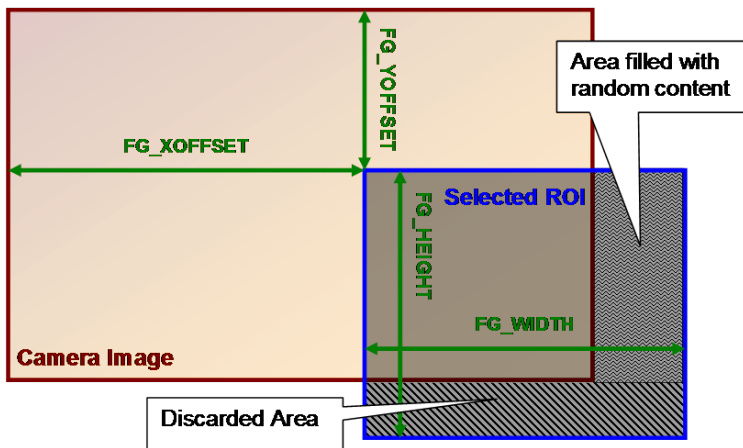 FG_YOFFSET
Area filled with
random content
FG_XOFFSET
Selected ROI
FG_HEIGHT
FG_WIDTH
Camera Image
Discarded Area